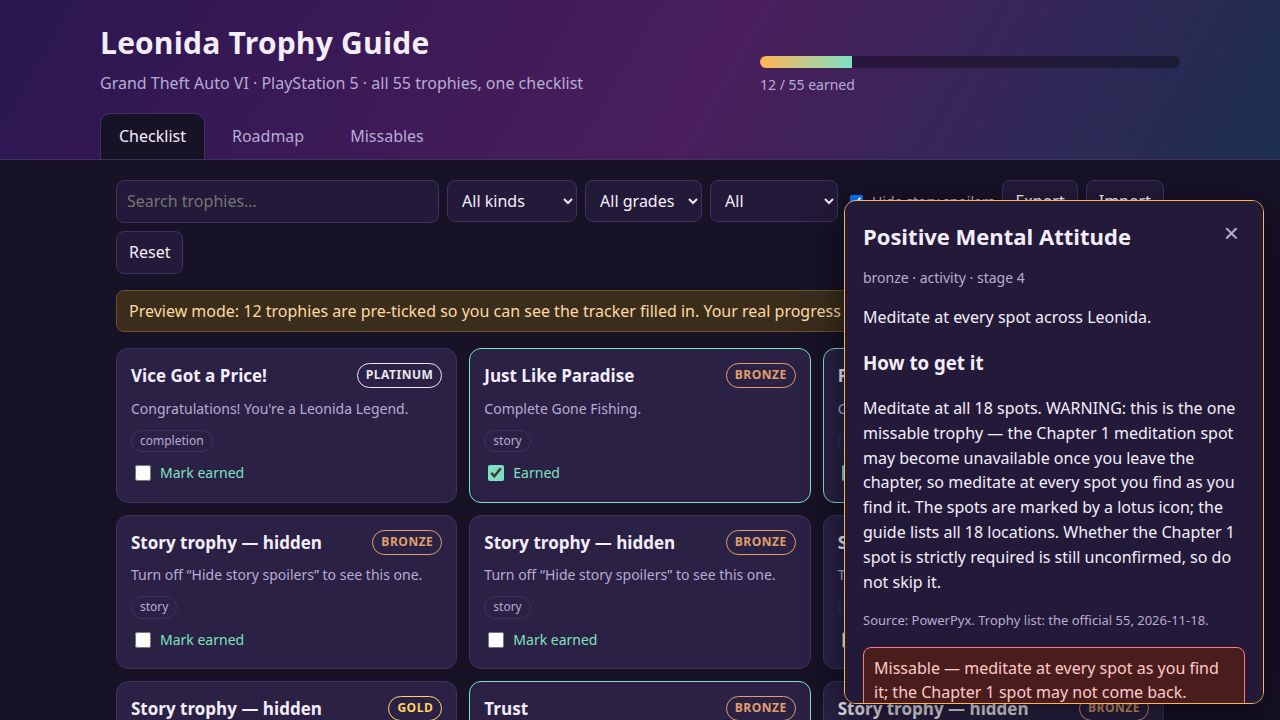 Leonida Trophy Guide
Grand Theft Auto VI · PlayStation 5 · all 55 trophies, one checklist
12 / 55 earned
Checklist
Roadmap
Missables
Search trophies...
All kinds
All grades
All
Hide story spoilers
Export
Import
Reset
Preview mode: 12 trophies are pre-ticked so you can see the tracker filled in. Your real progress
Vice Got a Price!
PLATINUM
Congratulations! You're a Leonida Legend.
completion
Mark earned
Just Like Paradise
BRONZE
Complete Gone Fishing.
story
Earned
Story trophy — hidden
BRONZE
Turn off “Hide story spoilers” to see this one.
story
Mark earned
Story trophy — hidden
BRONZE
Turn off “Hide story spoilers” to see this one.
story
Mark earned
Story trophy — hidden
GOLD
Trust
BRONZE
Story trophy — hidden
BRONZE
Positive Mental Attitude
✕
bronze · activity · stage 4
Meditate at every spot across Leonida.
How to get it
Meditate at all 18 spots. WARNING: this is the one
missable trophy — the Chapter 1 meditation spot
may become unavailable once you leave the
chapter, so meditate at every spot you find as you
find it. The spots are marked by a lotus icon; the
guide lists all 18 locations. Whether the Chapter 1
spot is strictly required is still unconfirmed, so do
not skip it.
Source: PowerPyx. Trophy list: the official 55, 2026-11-18.
Missable — meditate at every spot as you find
it; the Chapter 1 spot may not come back.